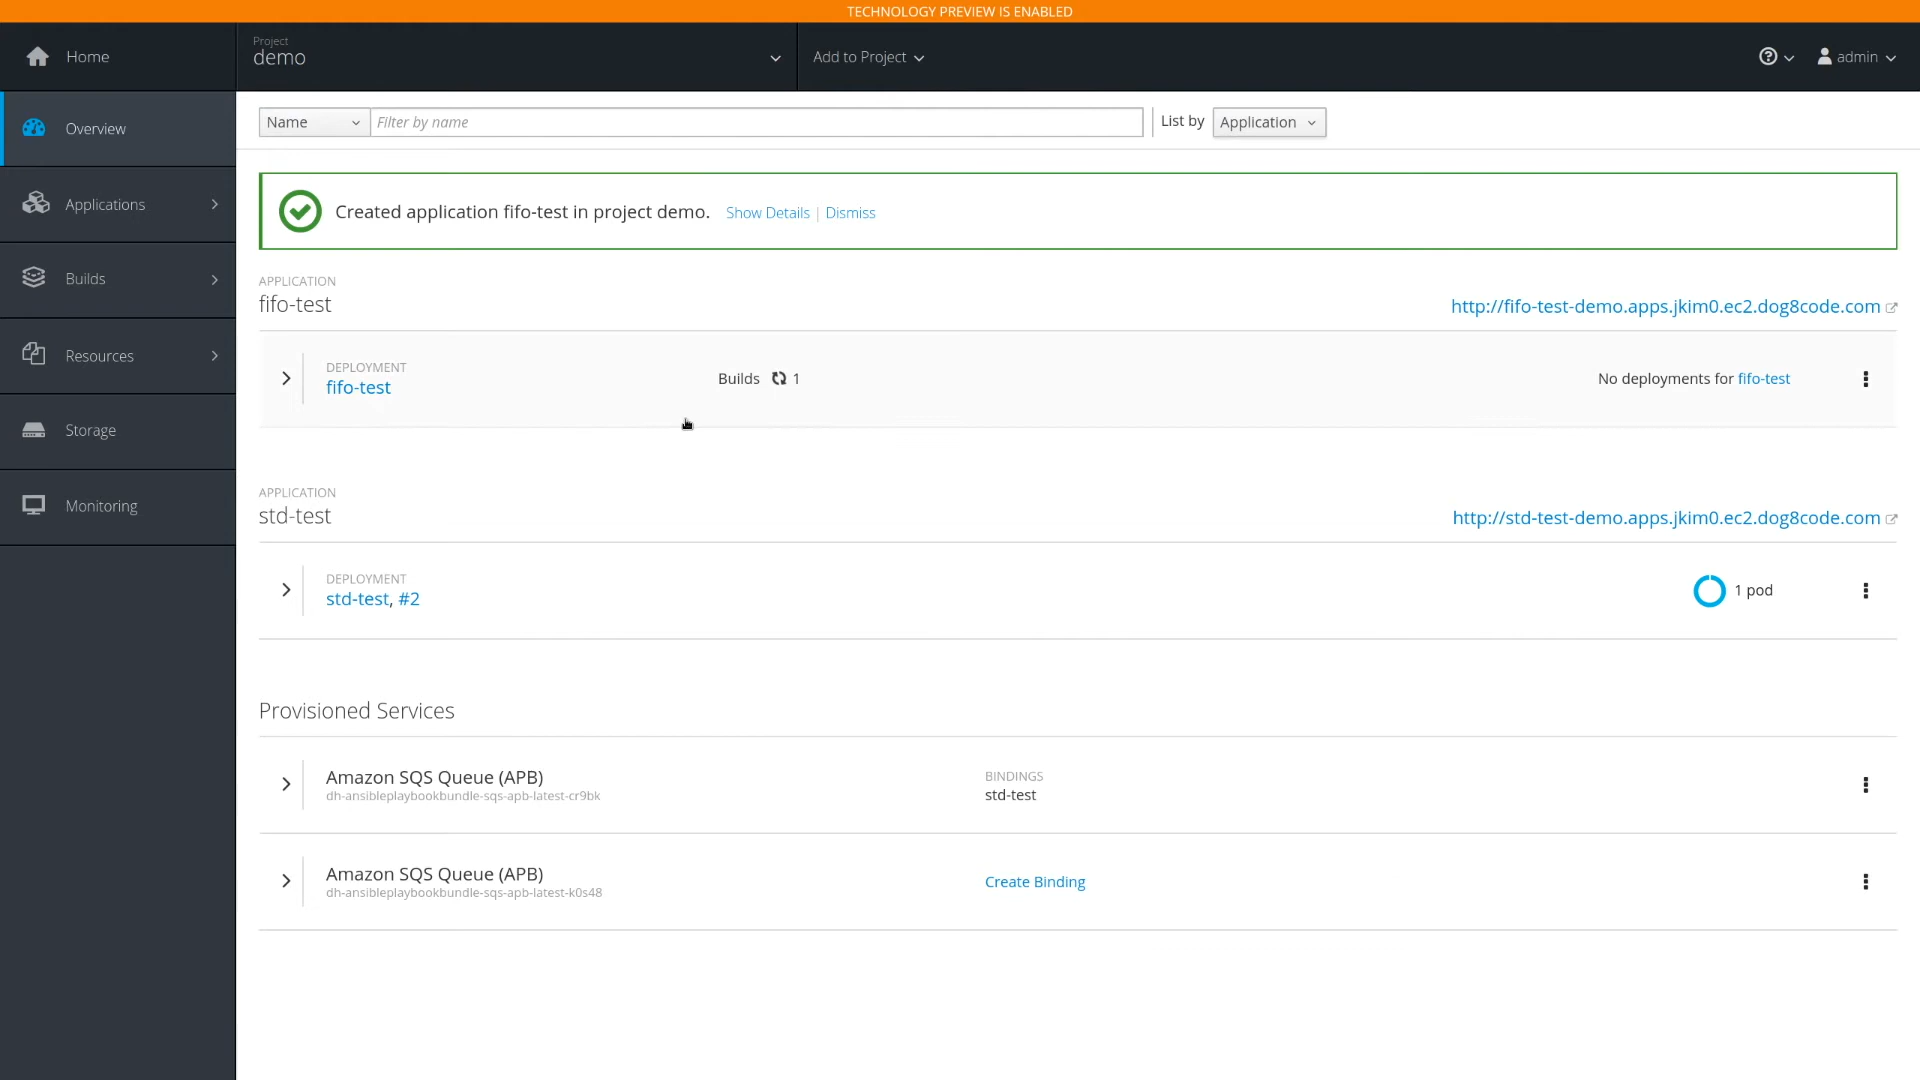 TECHNOLOGY PREVIEW IS ENABLED
Home
Project
demo
Add to Project
admin
Overview
Applications
Builds
Resources
Storage
Monitoring
Name
Filter by name
List by
Application
Created application fifo-test in project demo. Show Details | Dismiss
APPLICATION
fifo-test
http://fifo-test-demo.apps.jkim0.ec2.dog8code.com
DEPLOYMENT
fifo-test
Builds 1
No deployments for fifo-test
APPLICATION
std-test
http://std-test-demo.apps.jkim0.ec2.dog8code.com
DEPLOYMENT
std-test, #2
1 pod
Provisioned Services
Amazon SQS Queue (APB)
dh-ansibleplaybookbundle-sqs-apb-latest-cr9bk
BINDINGS
std-test
Amazon SQS Queue (APB)
dh-ansibleplaybookbundle-sqs-apb-latest-k0s48
Create Binding